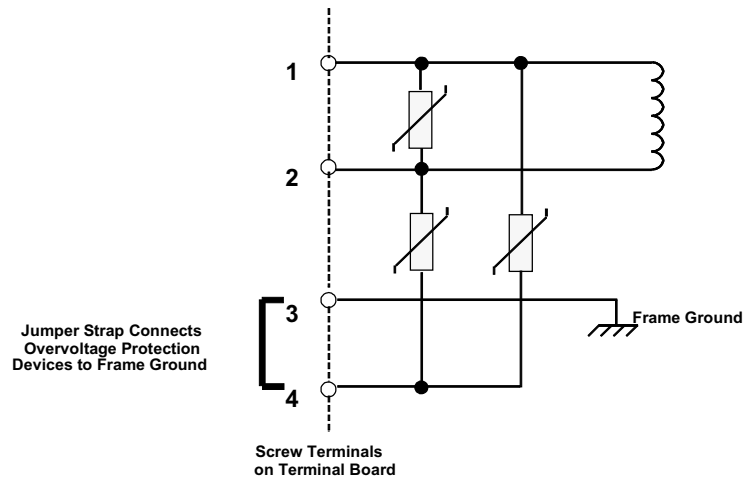 1
2
3
Frame Ground
Jumper Strap Connects
Overvoltage Protection
Devices to Frame Ground
4
Screw Terminals
on Terminal Board